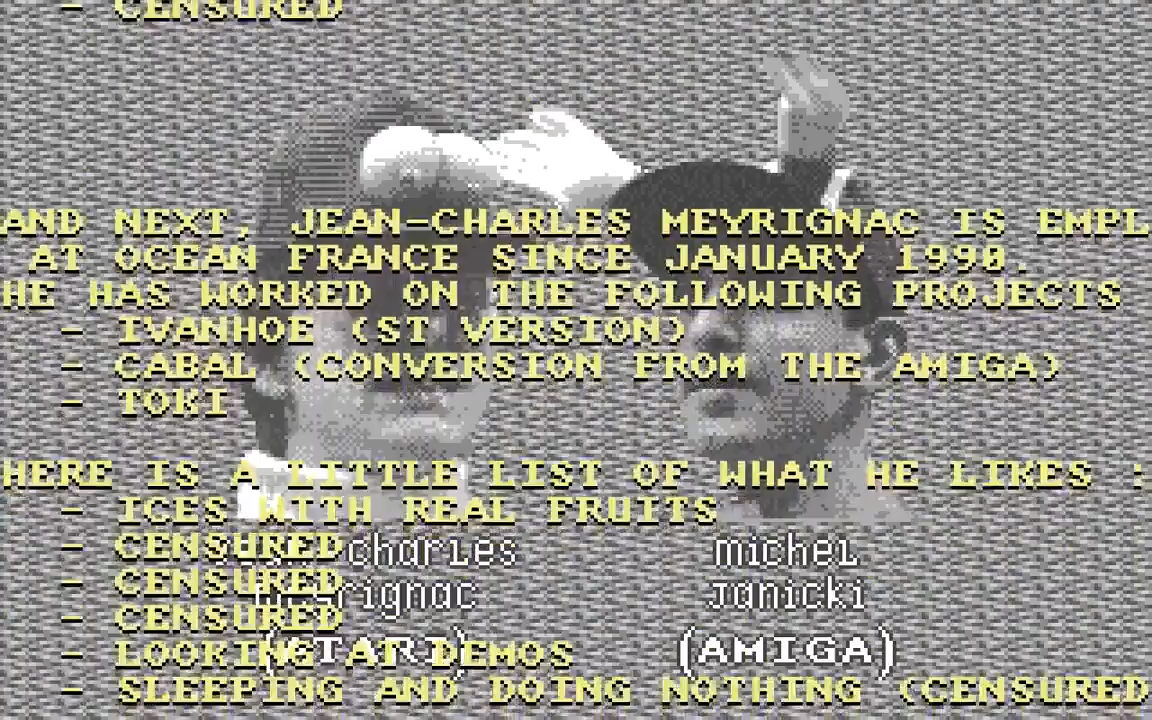 - CENSURED
AND NEXT, JEAN-CHARLES MEYRIGNAC IS EMPL
AT OCEAN FRANCE SINCE JANUARY 1990.
HE HAS WORKED ON THE FOLLOWING PROJECTS
- IVANHOE (ST VERSION)
- CABAL (CONVERSION FROM THE AMIGA)
- TOKI
HERE IS A LITTLE LIST OF WHAT HE LIKES :
- ICES WITH REAL FRUITS
- CENSURED
charles michel
- CENSURED
rignac janicki
- CENSURED
- LOOKING AT DEMOS
(AMIGA)
- SLEEPING AND DOING NOTHING (CENSURED